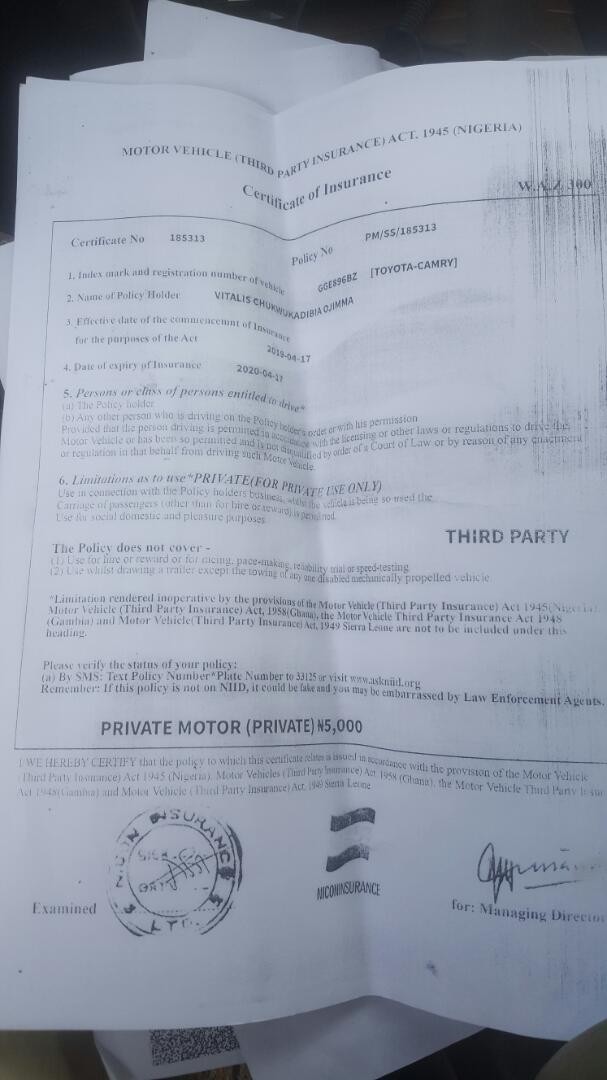 MOTOR VEHICLE (THIRD PARTY INSURANCE) ACT. 1945 (NIGERIA)
Certificate of Insurance
W.A.Z 300
Certificate No 185313 Policy No PM/SS/185313
1. Index mark and registration number of vehicle GGE896BZ [TOYOTA-CAMRY]
2. Name of Policy Holder VITALIS CHUKWUKADIBIA OJIMMA
3. Effective date of the commencemnt of Insurance
for the purposes of the Act 2019-04-17
4. Date of expiry of Insurance 2020-04-17
5. Persons or class of persons entitled to drive*
(a) The Policy holder
(b) Any other person who is driving on the Policy holder's order or with his permission
Provided that the person driving is permitted in accordance with the licensing or other laws or regulations to drive the
Motor Vehicle or has been so permitted and is not disqualified by order of a Court of Law or by reason of any enactment
or regulation in that behalf from driving such Motor Vehicle.
6. Limitations as to use *PRIVATE(FOR PRIVATE USE ONLY)
Use in connection with the Policy holders business, whilst the vehicle is being so used the
Carriage of passengers (other than for hire or reward) is permitted.
Use for social domestic and pleasure purposes
THIRD PARTY
The Policy does not cover -
(1) Use for hire or reward or for racing, pace-making, reliability trial or speed-testing
(2) Use whilst drawing a trailer except the towing of any one disabled mechanically propelled vehicle.
*Limitation rendered inoperative by the provisions of the Motor Vehicle (Third Party Insurance) Act 1945(Nigeria),
Motor Vehicle (Third Party Insurance) Act, 1958(Ghana), the Motor Vehicle Third Party Insurance Act 1948
(Gambia) and Motor Vehicle(Third Party Insurance) Act, 1949 Sierra Leone are not to be included under this
heading.
Please verify the status of your policy:
(a) By SMS: Text Policy Number*Plate Number to 33125 or visit www.askniid.org
Remember: If this policy is not on NIID, it could be fake and you may be embarrassed by Law Enforcement Agents.
PRIVATE MOTOR (PRIVATE) ₦5,000
I WE HEREBY CERTIFY that the policy to which this certificate relates is issued in accordance with the provision of the Motor Vehicle
(Third Party Insurance) Act 1945 (Nigeria). Motor Vehicles (Third Party Insurance) Act, 1958 (Ghana), the Motor Vehicle Third Party Insur
Act 1948(Gambia) and Motor Vehicle (Third Party Insurance) Act, 1949 Sierra Leone
NICON INSURANCE
LTD
NICONINSURANCE
Examined
for: Managing Director